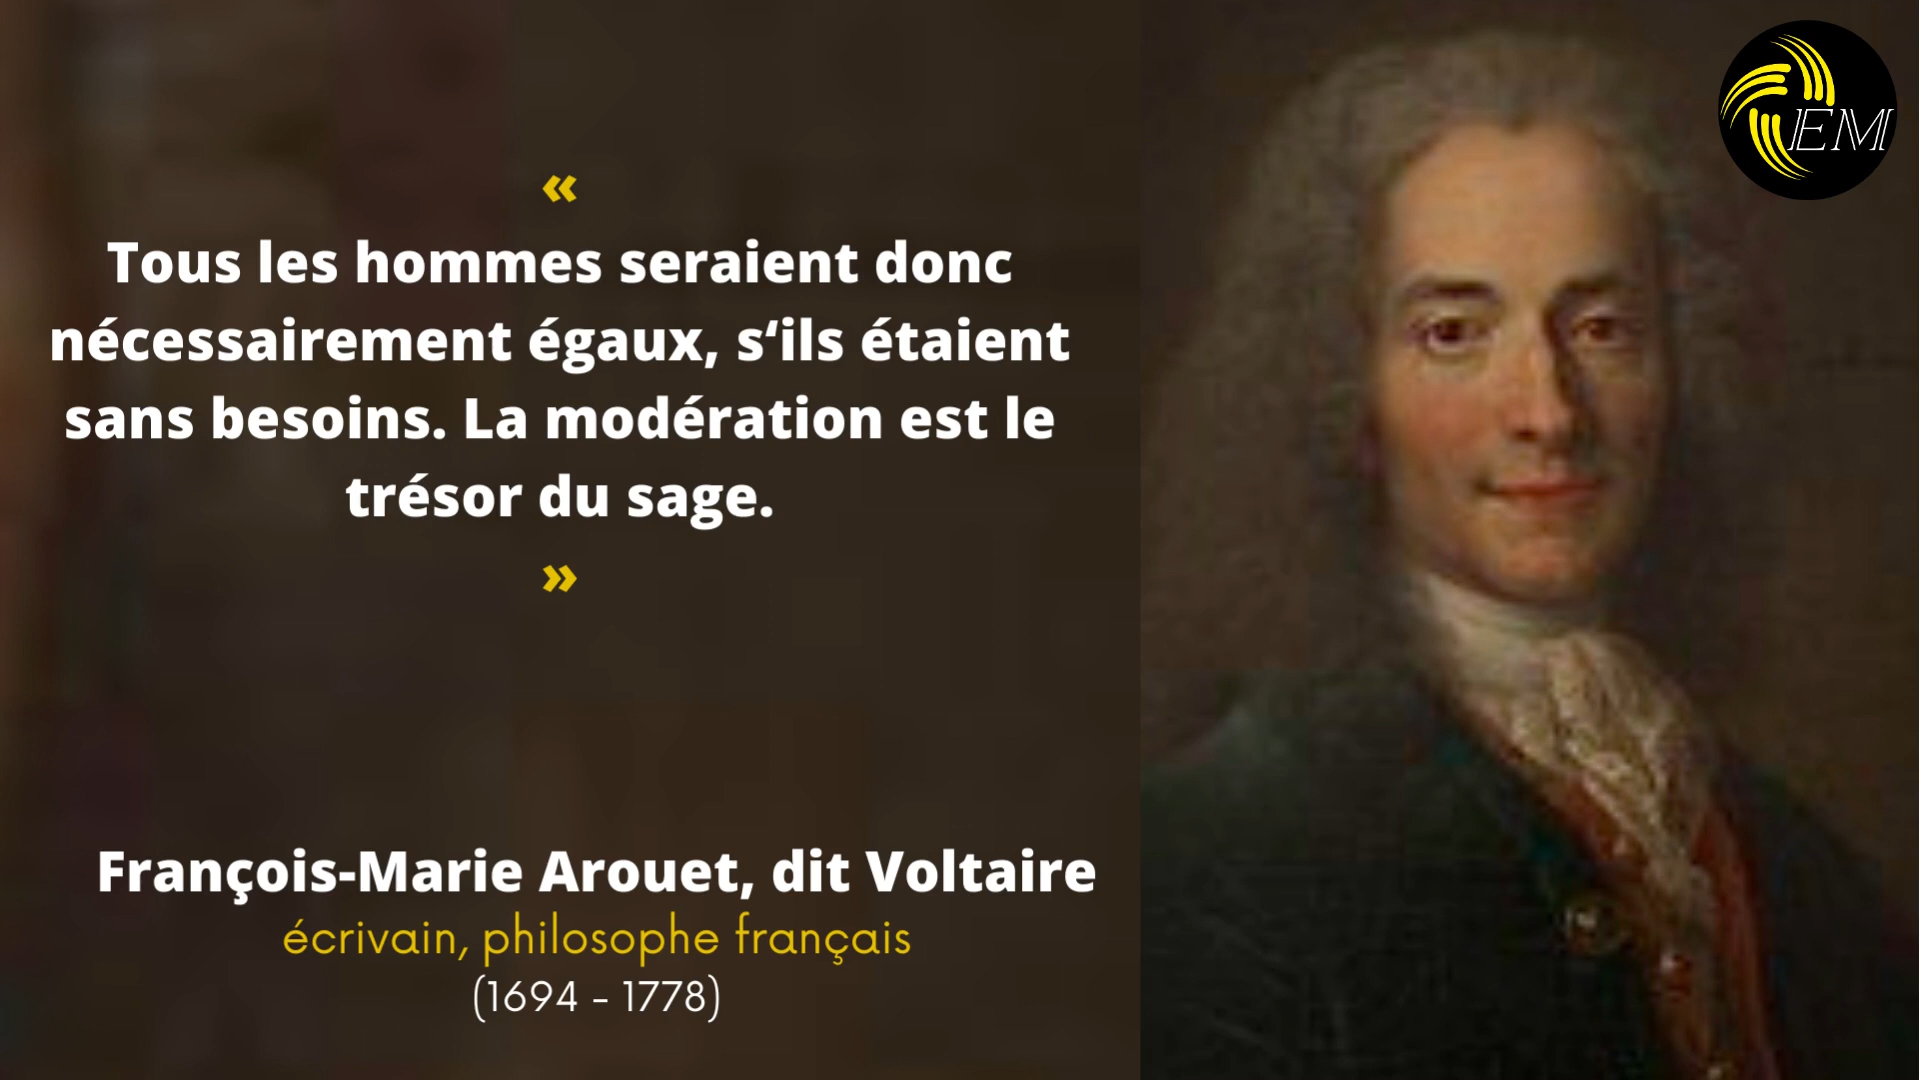 EM
«
Tous les hommes seraient donc
nécessairement égaux, s‘ils étaient
sans besoins. La modération est le
trésor du sage.
»
François-Marie Arouet, dit Voltaire
écrivain, philosophe français
(1694 - 1778)